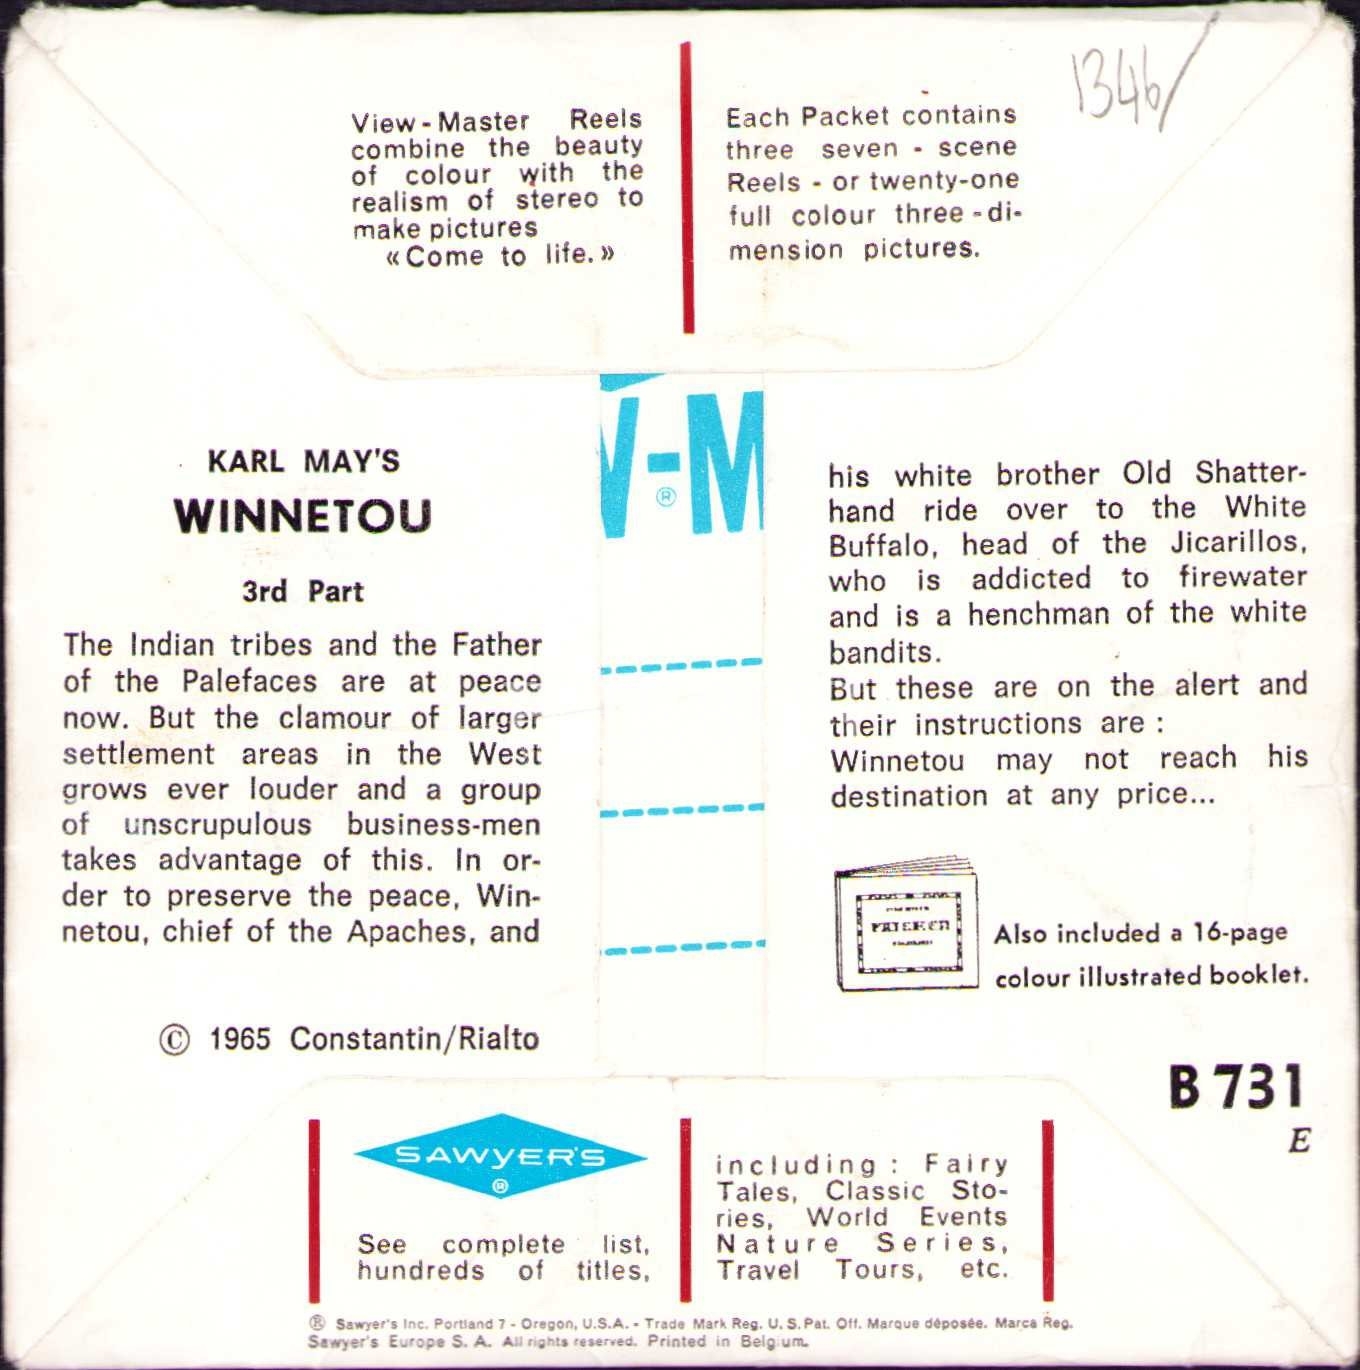 1346
View-Master Reels
combine the beauty
of colour with the
realism of stereo to
make pictures
«Come to life.»
Each Packet contains
three seven - scene
Reels - or twenty-one
full colour three-di-
mension pictures.
W-M
®
KARL MAY'S
WINNETOU
3rd Part
The Indian tribes and the Father
of the Palefaces are at peace
now. But the clamour of larger
settlement areas in the West
grows ever louder and a group
of unscrupulous business-men
takes advantage of this. In or-
der to preserve the peace, Win-
netou, chief of the Apaches, and
© 1965 Constantin/Rialto
his white brother Old Shatter-
hand ride over to the White
Buffalo, head of the Jicarillos,
who is addicted to firewater
and is a henchman of the white
bandits.
But these are on the alert and
their instructions are :
Winnetou may not reach his
destination at any price...
Also included a 16-page
colour illustrated booklet.
B 731
E
SAWYER'S
®
See complete list,
hundreds of titles,
including : Fairy
Tales, Classic Sto-
ries, World Events
Nature Series,
Travel Tours, etc.
® Sawyer's Inc. Portland 7 - Oregon, U.S.A. - Trade Mark Reg. U.S. Pat. Off. Marque déposée. Marca Reg.
Sawyer's Europe S. A. All rights reserved. Printed in Belgium.